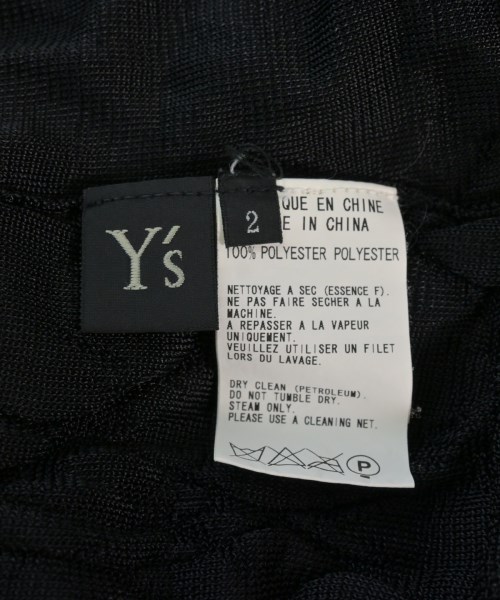 Y's
2
QUE EN CHINE
E IN CHINA
100% POLYESTER POLYESTER
NETTOYAGE A SEC (ESSENCE F).
NE PAS FAIRE SECHER A LA
MACHINE.
A REPASSER A LA VAPEUR
UNIQUEMENT.
VEUILLEZ UTILISER UN FILET
LORS DU LAVAGE.
DRY CLEAN (PETROLEUM).
DO NOT TUMBLE DRY.
STEAM ONLY.
PLEASE USE A CLEANING NET.
P